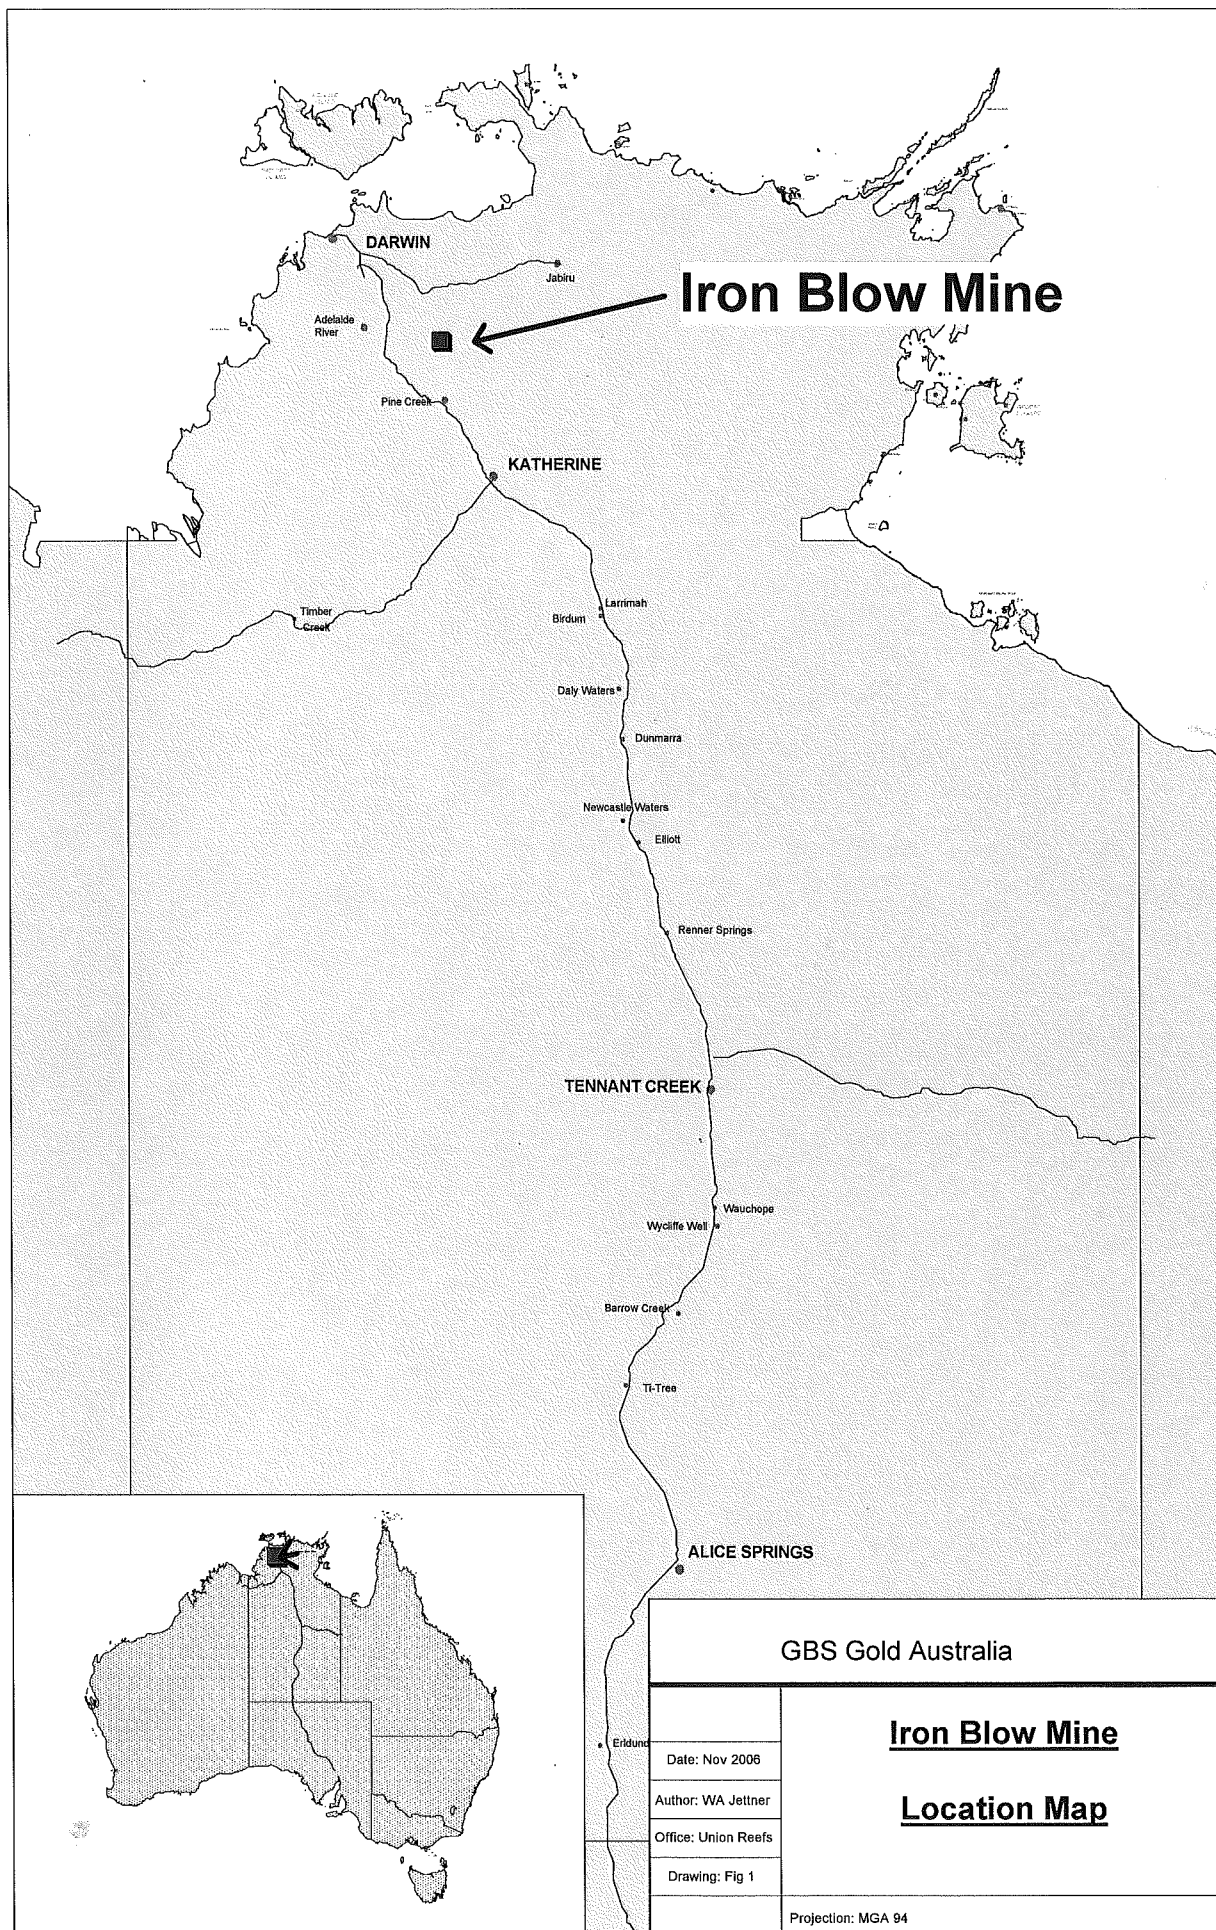 DARWIN
Jabiru
Iron Blow Mine
Adelaide
River
Pine Creek
KATHERINE
Timber
Creek
Larrimah
Birdum
Daly Waters
Dunmarra
Newcastle Waters
Elliott
Renner Springs
TENNANT CREEK
Wauchope
Wycliffe Well
Barrow Creek
Ti-Tree
ALICE SPRINGS
Erldund
GBS Gold Australia
Iron Blow Mine
Location Map
Date: Nov 2006
Author: WA Jettner
Office: Union Reefs
Drawing: Fig 1
Projection: MGA 94